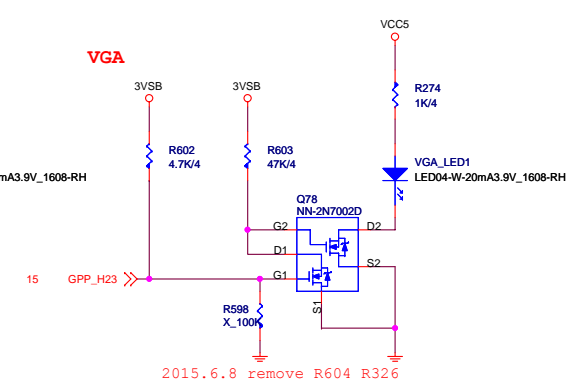 VCC5
VGA
3VSB
3VSB
R274
1K/4
R602
4.7K/4
R603
47K/4
VGA_LED1
mA3.9V_1608-RH
LED04-W-20mA3.9V_1608-RH
Q78
NN-2N7002D
G2
D2
D1
S2
15
GPP_H23
G1
S1
R598
X_100K
2015.6.8 remove R604 R326